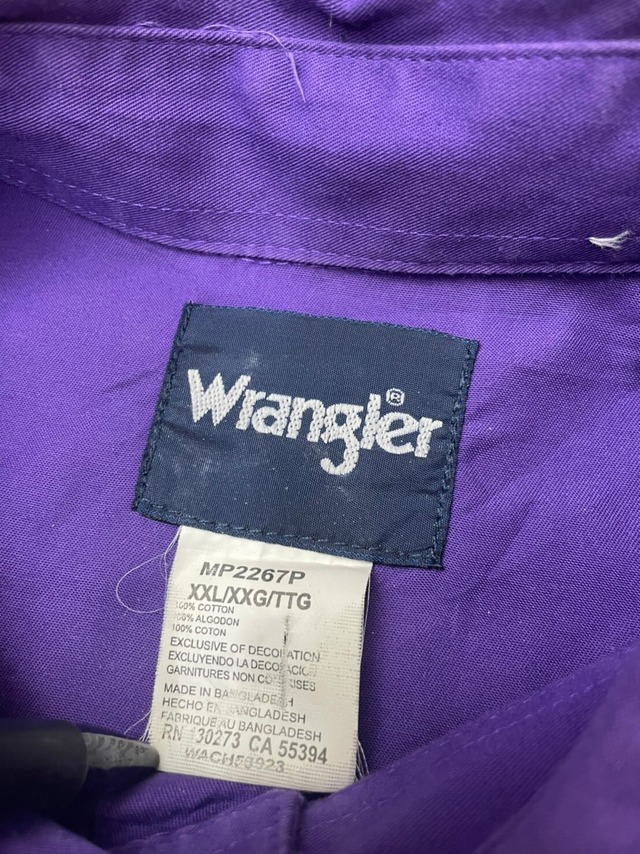 Wrangler®
MP2267P
XXL/XXG/TTG
100% COTTON
100% ALGODON
100% COTON
EXCLUSIVE OF DECORATION
EXCLUYENDO LA DECORACION
GARNITURES NON COMPRISES
MADE IN BANGLADESH
HECHO EN BANGLADESH
FABRIQUE AU BANGLADESH
RN 130273 CA 55394